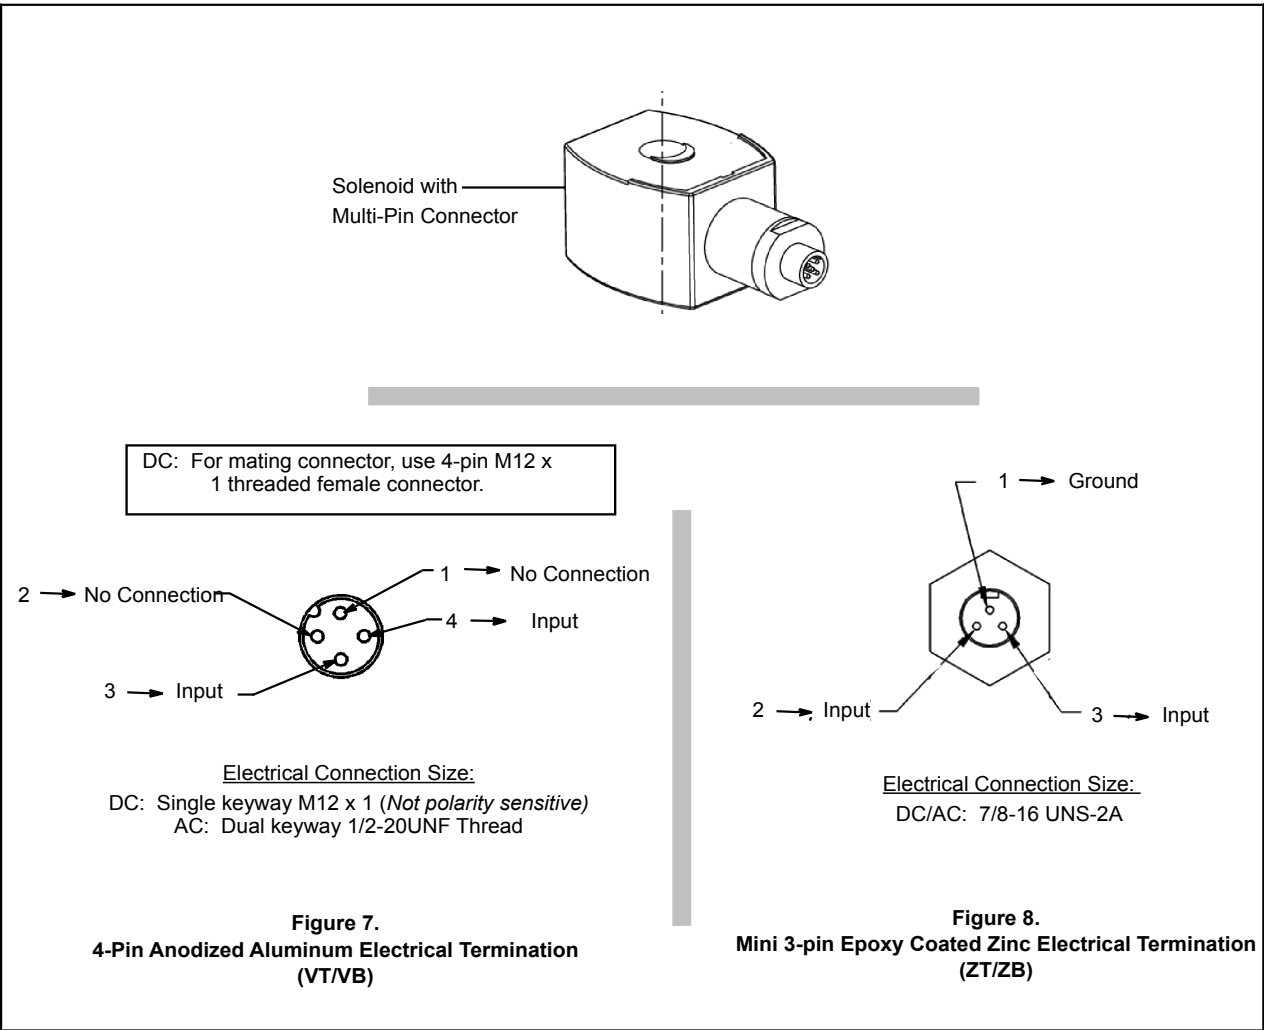 Solenoid with
Multi-Pin Connector
DC: For mating connector, use 4-pin M12 x
1 threaded female connector.
1 → No Connection
2 → No Connection
4 → Input
3 → Input
Electrical Connection Size:
DC: Single keyway M12 x 1 (Not polarity sensitive)
AC: Dual keyway 1/2-20UNF Thread
Figure 7.
4-Pin Anodized Aluminum Electrical Termination
(VT/VB)
1 → Ground
2 → Input
3 → Input
Electrical Connection Size:
DC/AC: 7/8-16 UNS-2A
Figure 8.
Mini 3-pin Epoxy Coated Zinc Electrical Termination
(ZT/ZB)